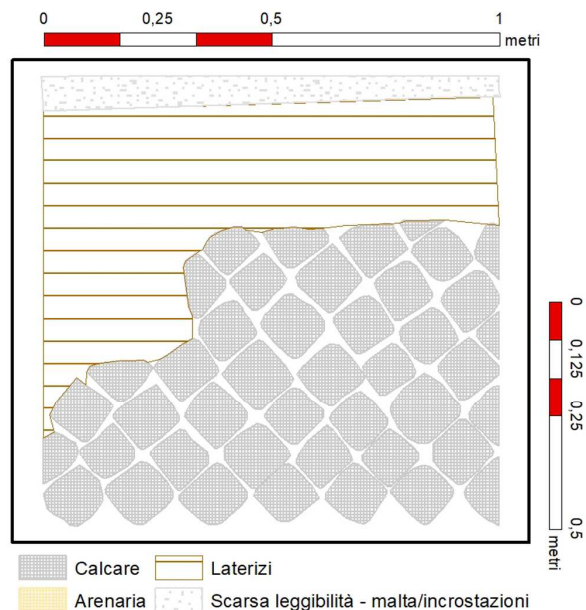 0 0,25 0,5 1
metri
0
0,125
0,25
0,5
metri
Calcare Laterizi
Arenaria Scarsa leggibilità - malta/incrostazioni